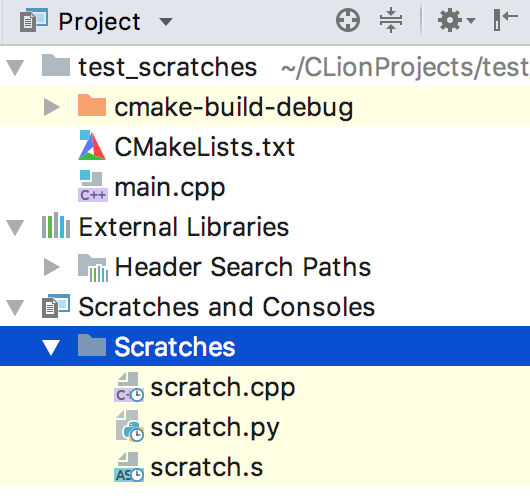 Project
test_scratches ~/CLionProjects/test
cmake-build-debug
CMakeLists.txt
C++ main.cpp
External Libraries
Header Search Paths
Scratches and Consoles
Scratches
scratch.cpp
scratch.py
scratch.s